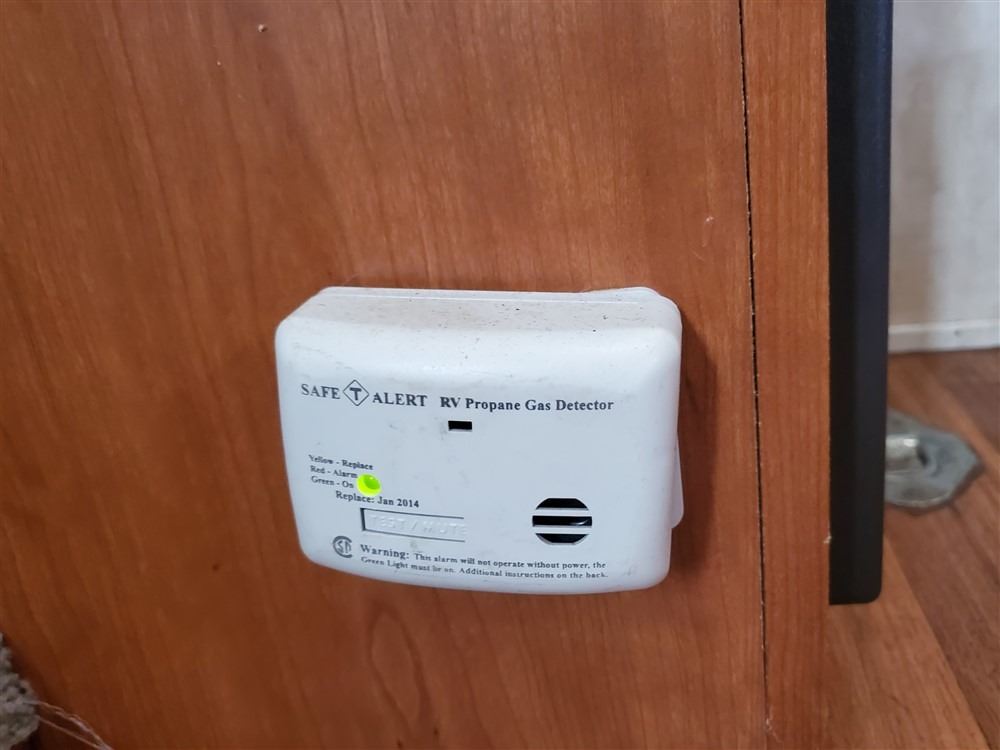 SAFE T ALERT RV Propane Gas Detector
Yellow - Replace
Red - Alarm
Green - On
Replace: Jan 2014
TEST / MUTE
Warning: This alarm will not operate without power, the
Green Light must be on. Additional instructions on the back.